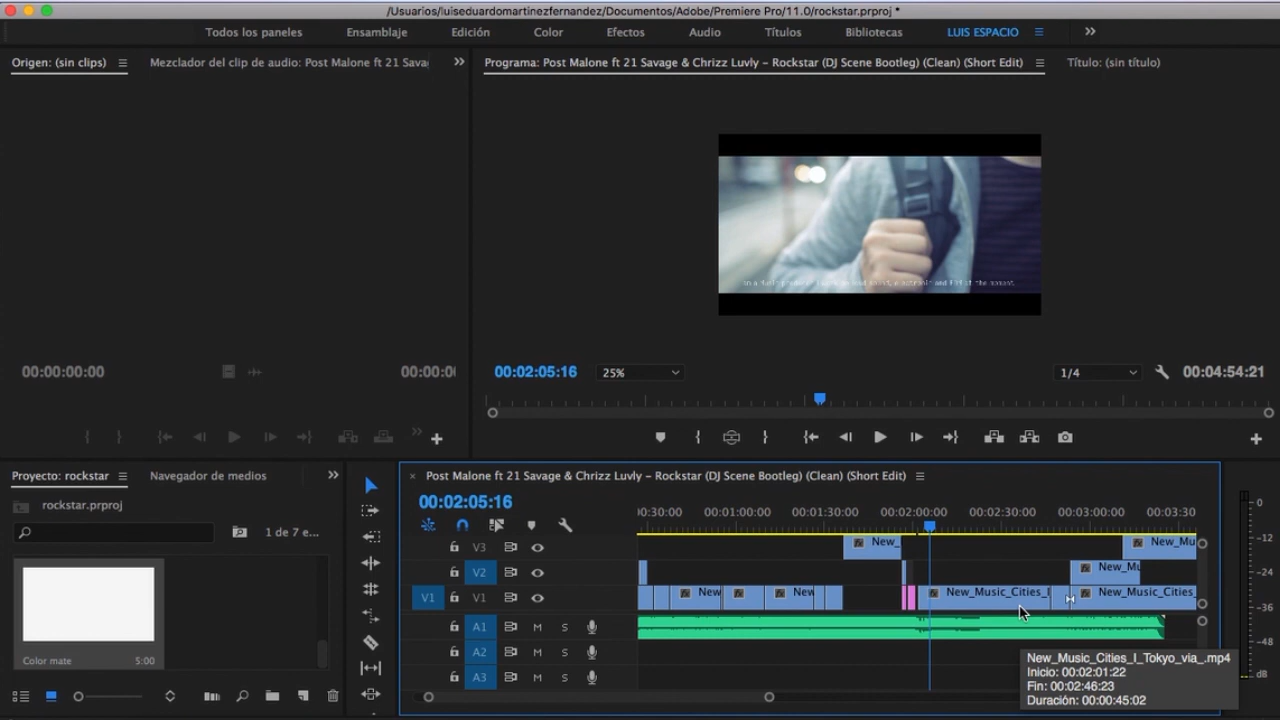 /Usuarios/luiseduardomartinezfernandez/Documentos/Adobe/Premiere Pro/11.0/rockstar.prproj *
Todos los paneles Ensamblaje Edición Color Efectos Audio Títulos Bibliotecas LUIS ESPACIO
Origen: (sin clips) Mezclador del clip de audio: Post Malone ft 21 Sava
Programa: Post Malone ft 21 Savage & Chrizz Luvly – Rockstar (DJ Scene Bootleg) (Clean) (Short Edit) Título: (sin título)
00:00:00:00 00:00:0
00:02:05:16 25% 1/4 00:04:54:21
Proyecto: rockstar Navegador de medios
rockstar.prproj
1 de 7 e...
Color mate 5:00
× Post Malone ft 21 Savage & Chrizz Luvly – Rockstar (DJ Scene Bootleg) (Clean) (Short Edit)
00:02:05:16
00:30:00 00:01:00:00 00:01:30:00 00:02:00:00 00:02:30:00 00:03:00:00 00:03:30
V3 New_ New_Mu
V2 New_Mu
V1 V1 New New New_Music_Cities_I New_Music_Cities_
A1 M S
A2 M S
A3 M S
New_Music_Cities_I_Tokyo_via_.mp4
Inicio: 00:02:01:22
Fin: 00:02:46:23
Duración: 00:00:45:02
0
-12
-24
-36
-48
dB